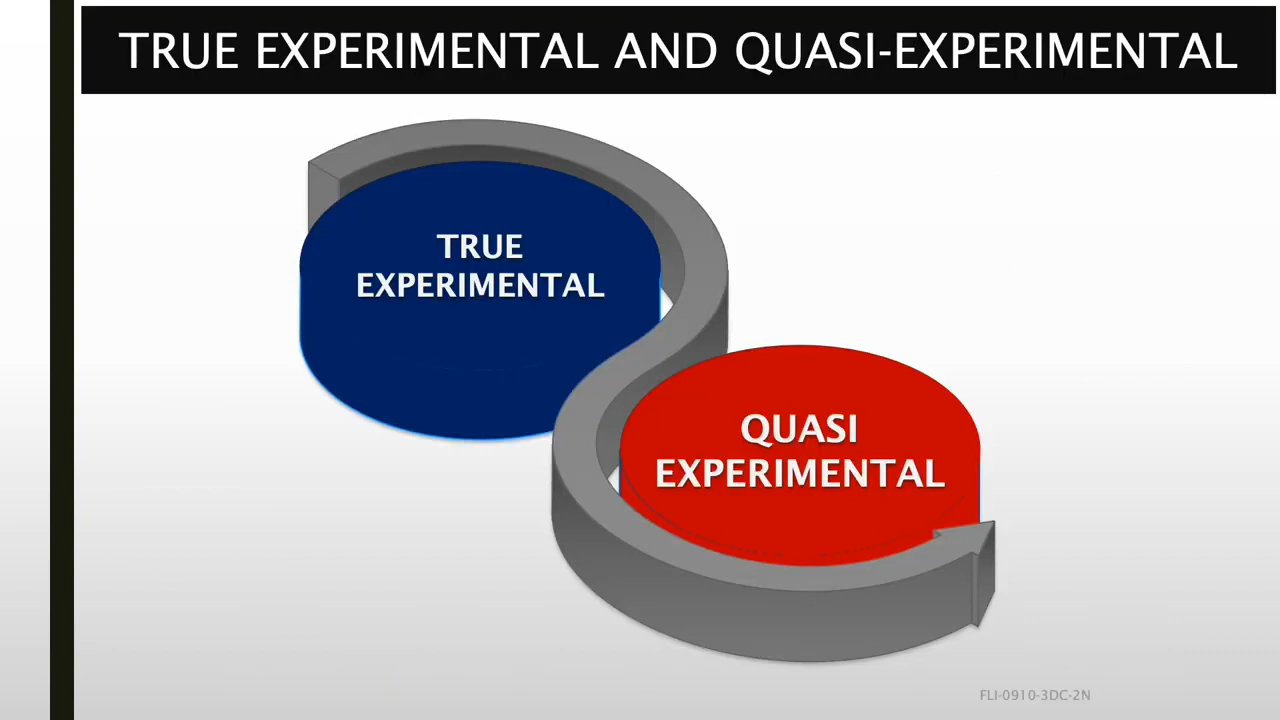 TRUE EXPERIMENTAL AND QUASI-EXPERIMENTAL
TRUE
EXPERIMENTAL
QUASI
EXPERIMENTAL
FLI-0910-3DC-2N